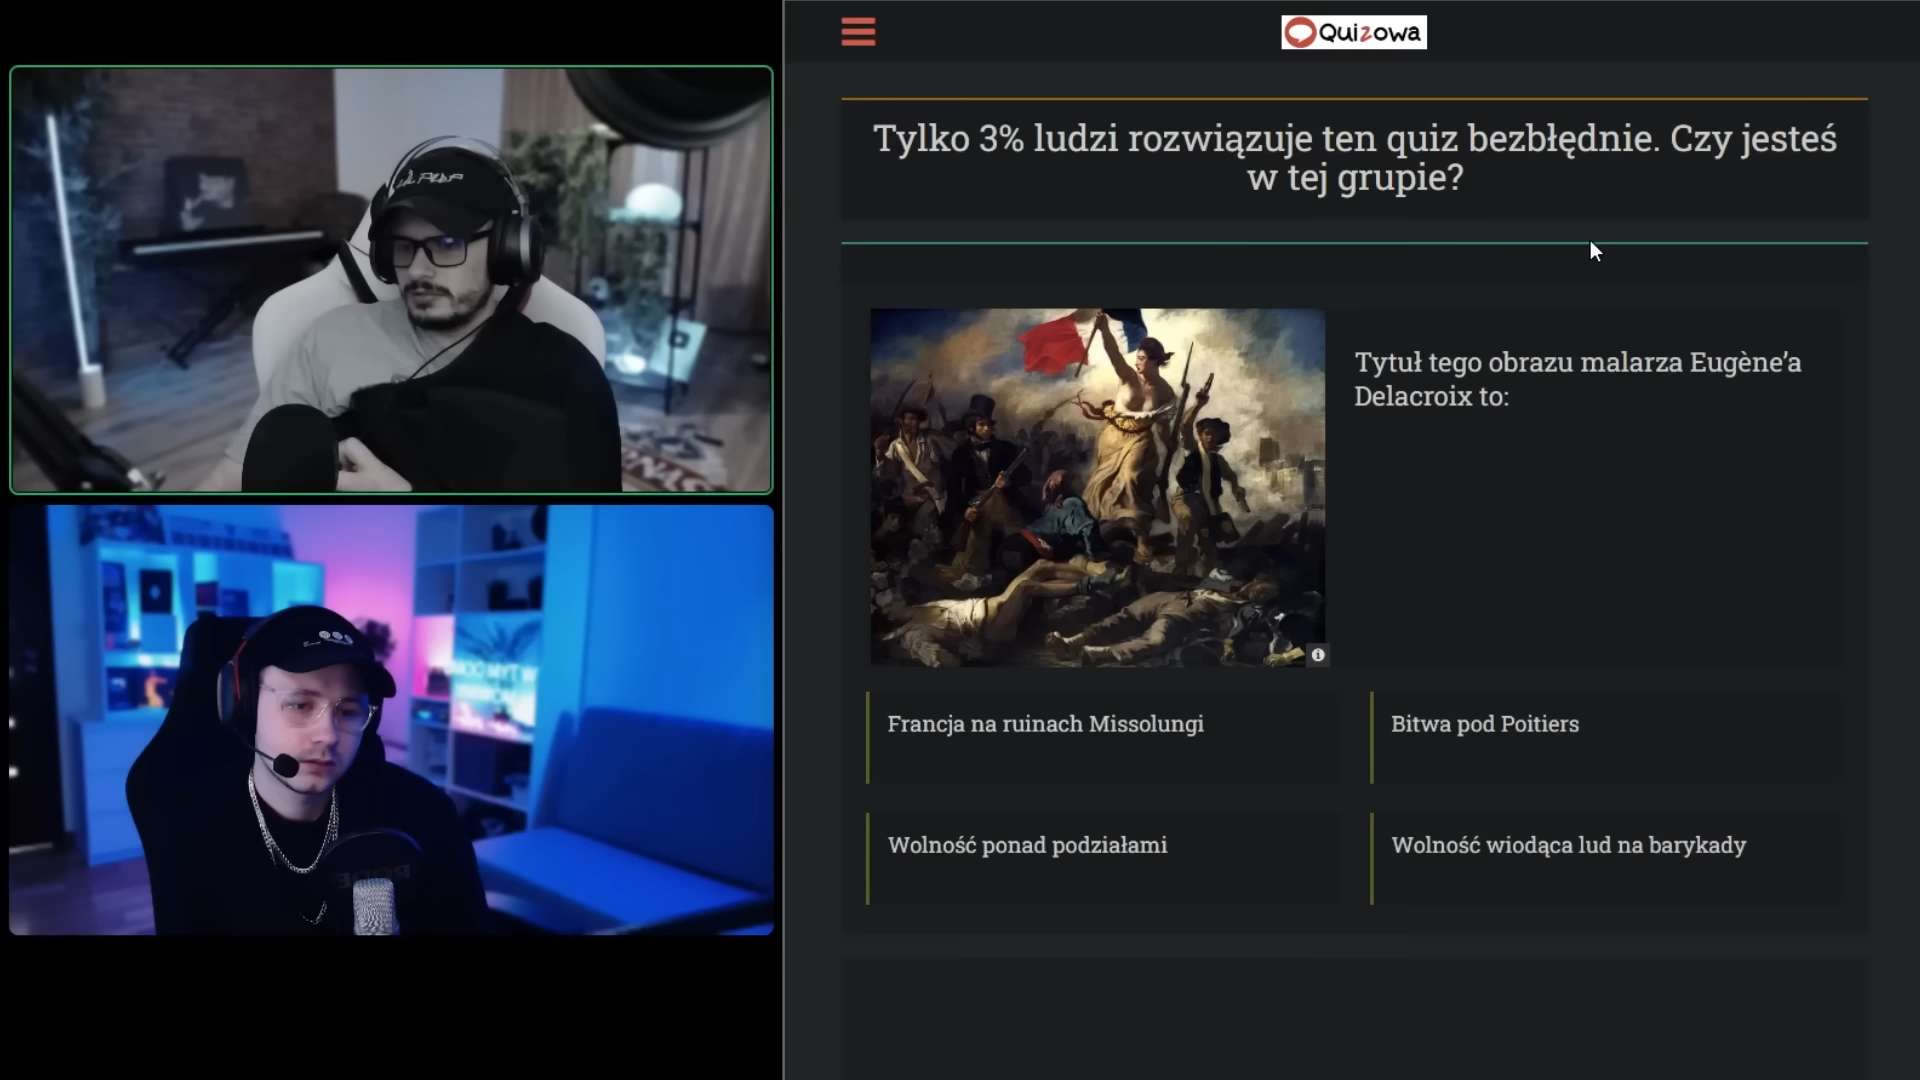 Quizowa
Tylko 3% ludzi rozwiązuje ten quiz bezbłędnie. Czy jesteś
w tej grupie?
Tytuł tego obrazu malarza Eugène’a
Delacroix to:
Francja na ruinach Missolungi
Bitwa pod Poitiers
Wolność ponad podziałami
Wolność wiodąca lud na barykady